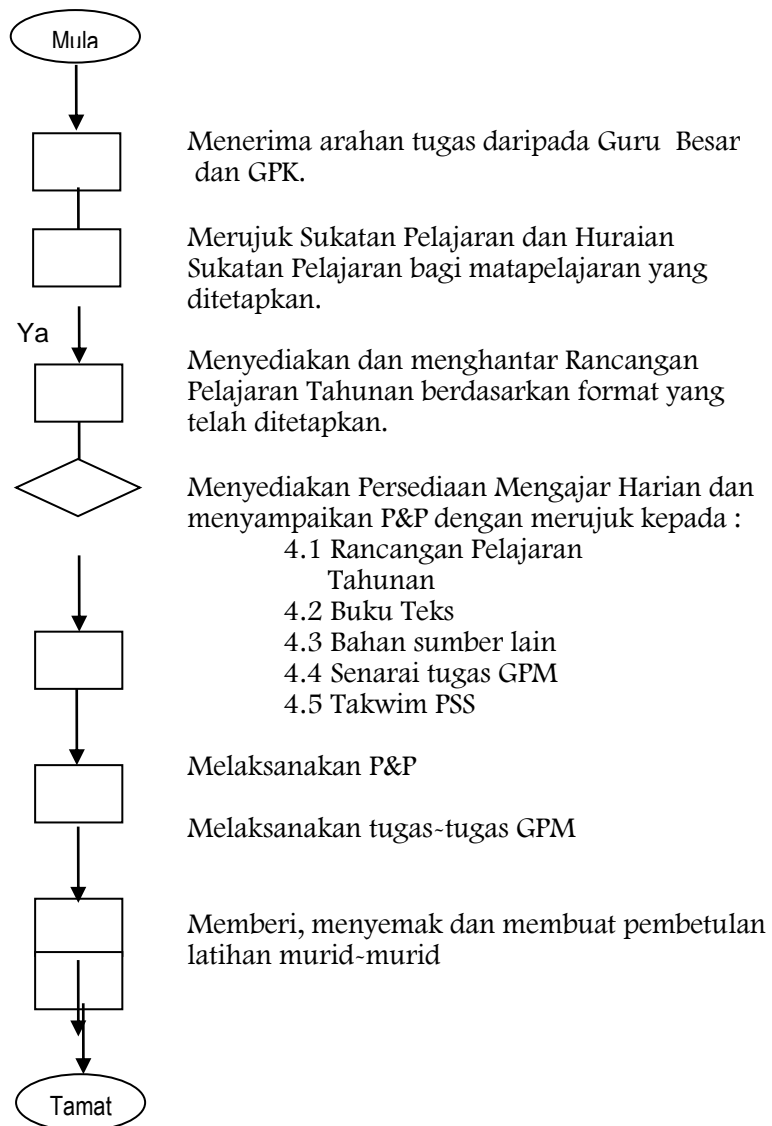 Mula
Menerima arahan tugas daripada Guru Besar
dan GPK.
Merujuk Sukatan Pelajaran dan Huraian
Sukatan Pelajaran bagi matapelajaran yang
ditetapkan.
Ya
Menyediakan dan menghantar Rancangan
Pelajaran Tahunan berdasarkan format yang
telah ditetapkan.
Menyediakan Persediaan Mengajar Harian dan
menyampaikan P&P dengan merujuk kepada :
4.1 Rancangan Pelajaran
Tahunan
4.2 Buku Teks
4.3 Bahan sumber lain
4.4 Senarai tugas GPM
4.5 Takwim PSS
Melaksanakan P&P
Melaksanakan tugas-tugas GPM
Memberi, menyemak dan membuat pembetulan
latihan murid-murid
Tamat